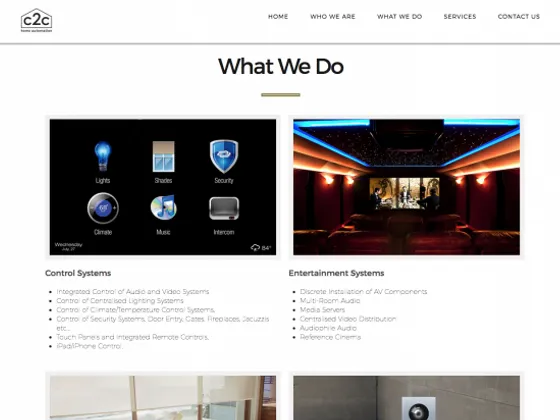 c2c
home automation
HOME
WHO WE ARE
WHAT WE DO
SERVICES
CONTACT US
What We Do
Lights
Shades
Security
Climate
Music
Intercom
Wednesday
July, 27
84°
Control Systems
Integrated Control of Audio and Video Systems
Control of Centralised Lighting Systems
Control of Climate/Temperature Control Systems,
Control of Security Systems, Door Entry, Gates, Fireplaces, Jacuzzis
etc...
Touch Panels and Integrated Remote Controls,
iPad/iPhone Control.
Entertainment Systems
Discrete Installation of AV Components
Multi-Room Audio
Media Servers
Centralised Video Distribution
Audiophile Audio
Reference Cinema